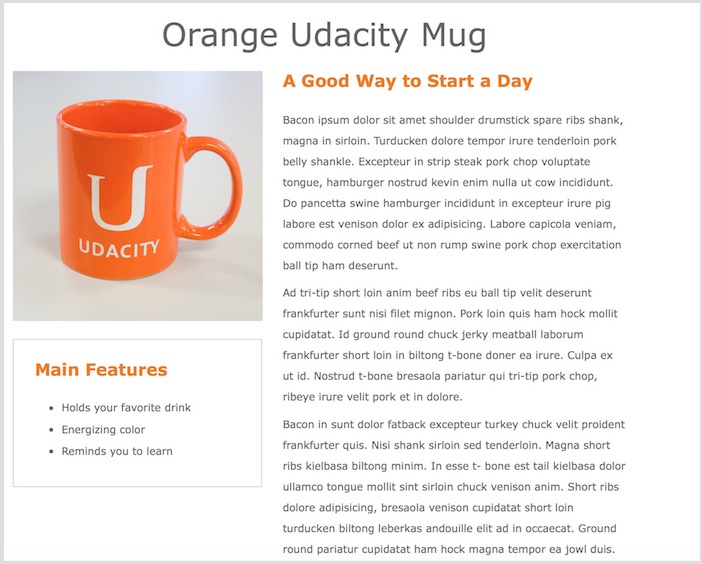 Orange Udacity Mug
U
UDACITY
Main Features
Holds your favorite drink
Energizing color
Reminds you to learn
A Good Way to Start a Day
Bacon ipsum dolor sit amet shoulder drumstick spare ribs shank,
magna in sirloin. Turducken dolore tempor irure tenderloin pork
belly shankle. Excepteur in strip steak pork chop voluptate
tongue, hamburger nostrud kevin enim nulla ut cow incididunt.
Do pancetta swine hamburger incididunt in excepteur irure pig
labore est venison dolor ex adipisicing. Labore capicola veniam,
commodo corned beef ut non rump swine pork chop exercitation
ball tip ham deserunt.
Ad tri-tip short loin anim beef ribs eu ball tip velit deserunt
frankfurter sunt nisi filet mignon. Pork loin quis ham hock mollit
cupidatat. Id ground round chuck jerky meatball laborum
frankfurter short loin in biltong t-bone doner ea irure. Culpa ex
ut id. Nostrud t-bone bresaola pariatur qui tri-tip pork chop,
ribeye irure velit pork et in dolore.
Bacon in sunt dolor fatback excepteur turkey chuck velit proident
frankfurter quis. Nisi shank sirloin sed tenderloin. Magna short
ribs kielbasa biltong minim. In esse t- bone est tail kielbasa dolor
ullamco tongue mollit sint sirloin chuck venison anim. Short ribs
dolore adipisicing, bresaola venison cupidatat short loin
turducken biltong leberkas andouille elit ad in occaecat. Ground
round pariatur cupidatat ham hock magna tempor ea jowl duis.